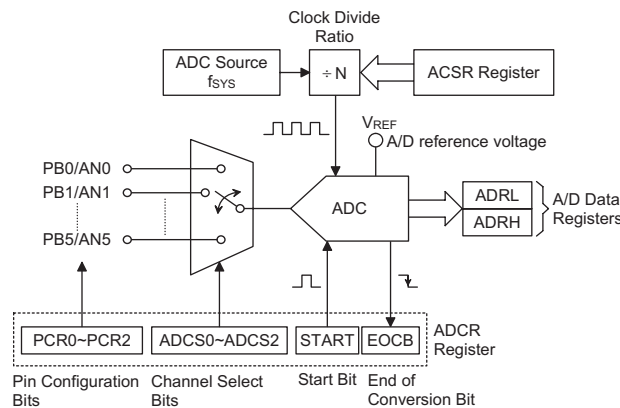 Clock Divide
Ratio
ADC Source
fSYS
÷ N
ACSR Register
VREF
A/D reference voltage
PB0/AN0
PB1/AN1
PB5/AN5
ADC
ADRL
ADRH
A/D Data
Registers
PCR0~PCR2
ADCS0~ADCS2
START
EOCB
ADCR
Register
Pin Configuration
Bits
Channel Select
Bits
Start Bit
End of
Conversion Bit